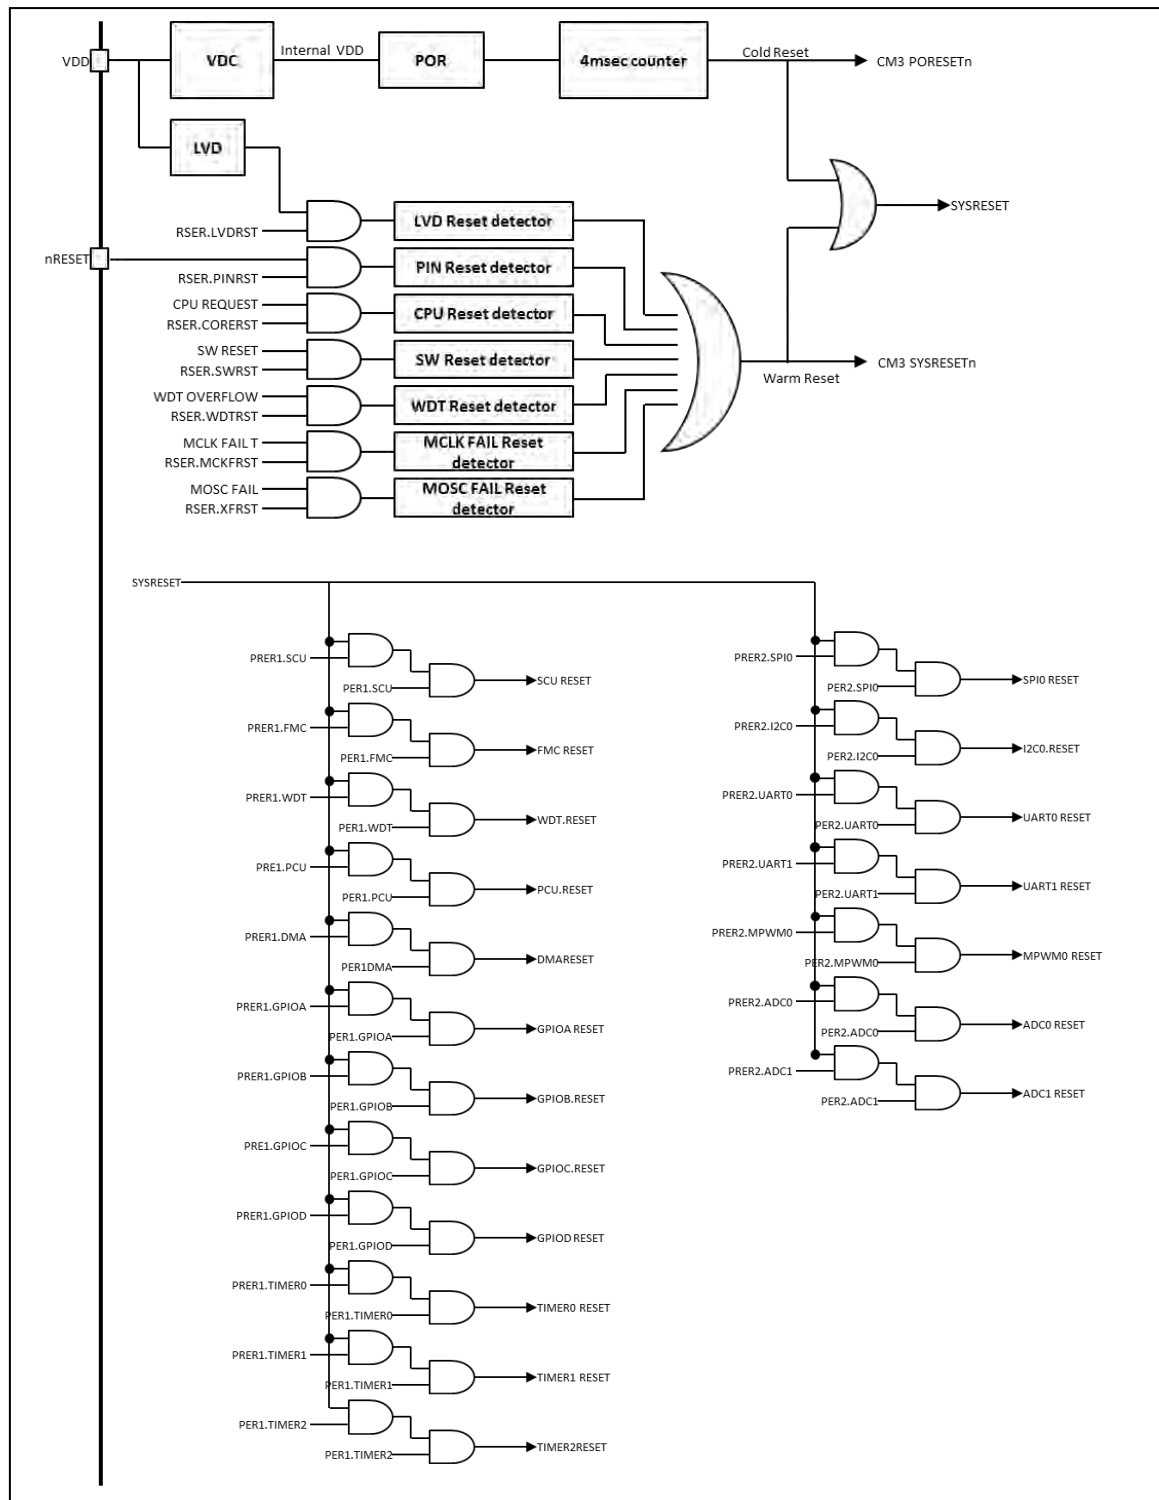 VDD
VDC
Internal VDD
POR
4msec counter
Cold Reset
CM3 PORESETn
LVD
SYSRESET
LVD Reset detector
RSER.LVDRST
nRESET
PIN Reset detector
RSER.PINRST
CPU REQUEST
CPU Reset detector
RSER.CORERST
SW RESET
SW Reset detector
RSER.SWRST
CM3 SYSRESETn
Warm Reset
WDT OVERFLOW
WDT Reset detector
RSER.WDTRST
MCLK FAIL T
MCLK FAIL Reset
detector
RSER.MCKFRST
MOSC FAIL
MOSC FAIL Reset
detector
RSER.XFRST
SYSRESET
PRER1.SCU
PER1.SCU
SCU RESET
PRER1.FMC
PER1.FMC
FMC RESET
PRER1.WDT
PER1.WDT
WDT.RESET
PRE1.PCU
PER1.PCU
PCU.RESET
PRER1.DMA
PER1DMA
DMARESET
PRER1.GPIOA
PER1.GPIOA
GPIOA RESET
PRER1.GPIOB
PER1.GPIOB
GPIOB.RESET
PRE1.GPIOC
PER1.GPIOC
GPIOC.RESET
PRER1.GPIOD
PER1.GPIOD
GPIOD RESET
PRER1.TIMER0
PER1.TIMER0
TIMER0 RESET
PRER1.TIMER1
PER1.TIMER1
TIMER1 RESET
PER1.TIMER2
PER1.TIMER2
TIMER2RESET
PRER2.SPI0
PER2.SPI0
SPI0 RESET
PRER2.I2C0
PER2.I2C0
I2C0.RESET
PRER2.UART0
PER2.UART0
UART0 RESET
PRER2.UART1
PER2.UART1
UART1 RESET
PRER2.MPWM0
PER2.MPWM0
MPWM0 RESET
PRER2.ADC0
PER2.ADC0
ADC0 RESET
PRER2.ADC1
PER2.ADC1
ADC1 RESET